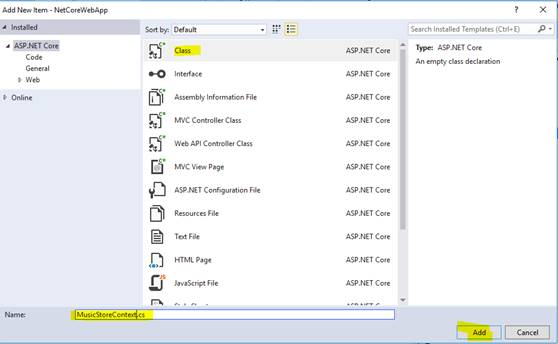 Add New Item - NetCoreWebApp
Installed
Sort by: Default
Search Installed Templates (Ctrl+E)
ASP.NET Core
Code
General
Web
Online
Class ASP.NET Core
Interface ASP.NET Core
Assembly Information File ASP.NET Core
MVC Controller Class ASP.NET Core
Web API Controller Class ASP.NET Core
MVC View Page ASP.NET Core
ASP.NET Configuration File ASP.NET Core
Resources File ASP.NET Core
Text File ASP.NET Core
HTML Page ASP.NET Core
JavaScript File ASP.NET Core
Type: ASP.NET Core
An empty class declaration
Name: MusicStoreContext.cs
Add Cancel